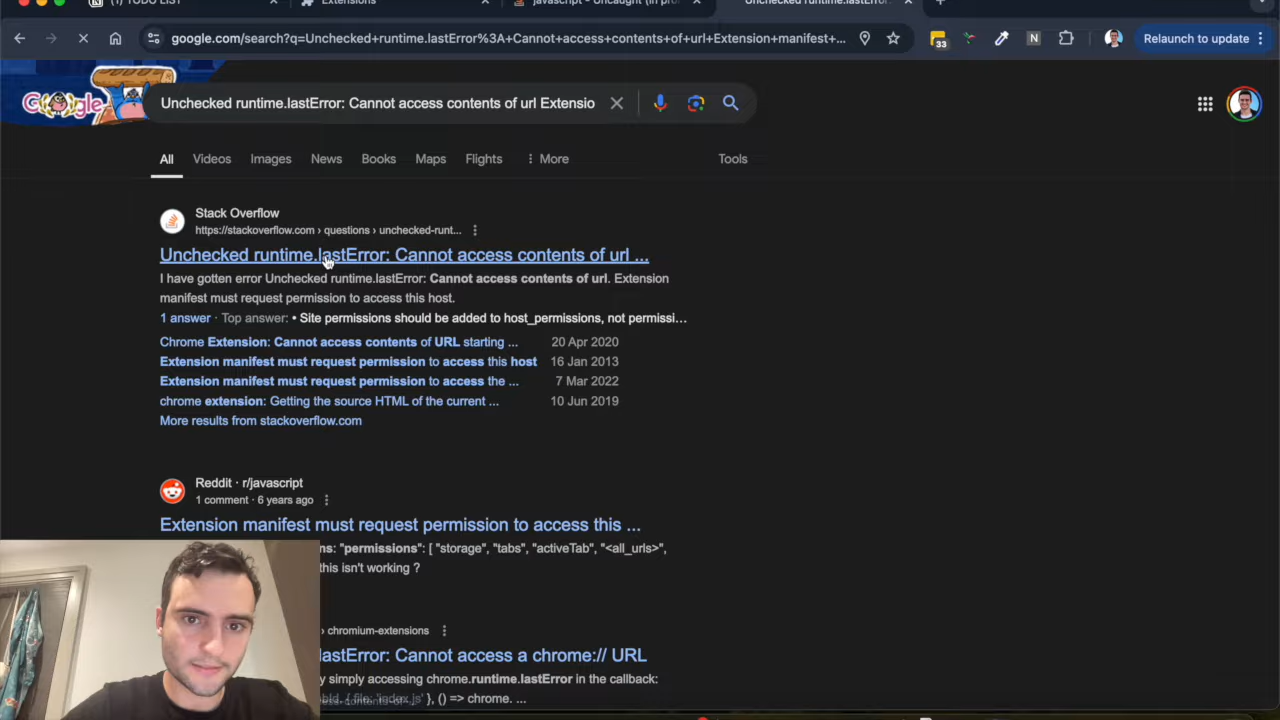 (1) TODO LIST
Extensions
javascript - Uncaught (in pro
Unchecked runtime.lastError
google.com/search?q=Unchecked+runtime.lastError%3A+Cannot+access+contents+of+url+Extension+manifest+...
33
N
Relaunch to update
Google
Unchecked runtime.lastError: Cannot access contents of url Extensio
All
Videos
Images
News
Books
Maps
Flights
More
Tools
Stack Overflow
https://stackoverflow.com › questions › unchecked-runt...
Unchecked runtime.lastError: Cannot access contents of url ...
I have gotten error Unchecked runtime.lastError: Cannot access contents of url. Extension
manifest must request permission to access this host.
1 answer · Top answer: • Site permissions should be added to host_permissions, not permissi...
Chrome Extension: Cannot access contents of URL starting ... 20 Apr 2020
Extension manifest must request permission to access this host 16 Jan 2013
Extension manifest must request permission to access the ... 7 Mar 2022
chrome extension: Getting the source HTML of the current ... 10 Jun 2019
More results from stackoverflow.com
Reddit · r/javascript
1 comment · 6 years ago
Extension manifest must request permission to access this ...
ns: "permissions": [ "storage", "tabs", "activeTab", "<all_urls>",
this isn't working ?
› chromium-extensions
lastError: Cannot access a chrome:// URL
simply accessing chrome.runtime.lastError in the callback:
{ file: 'index.js' }, () => chrome. ...